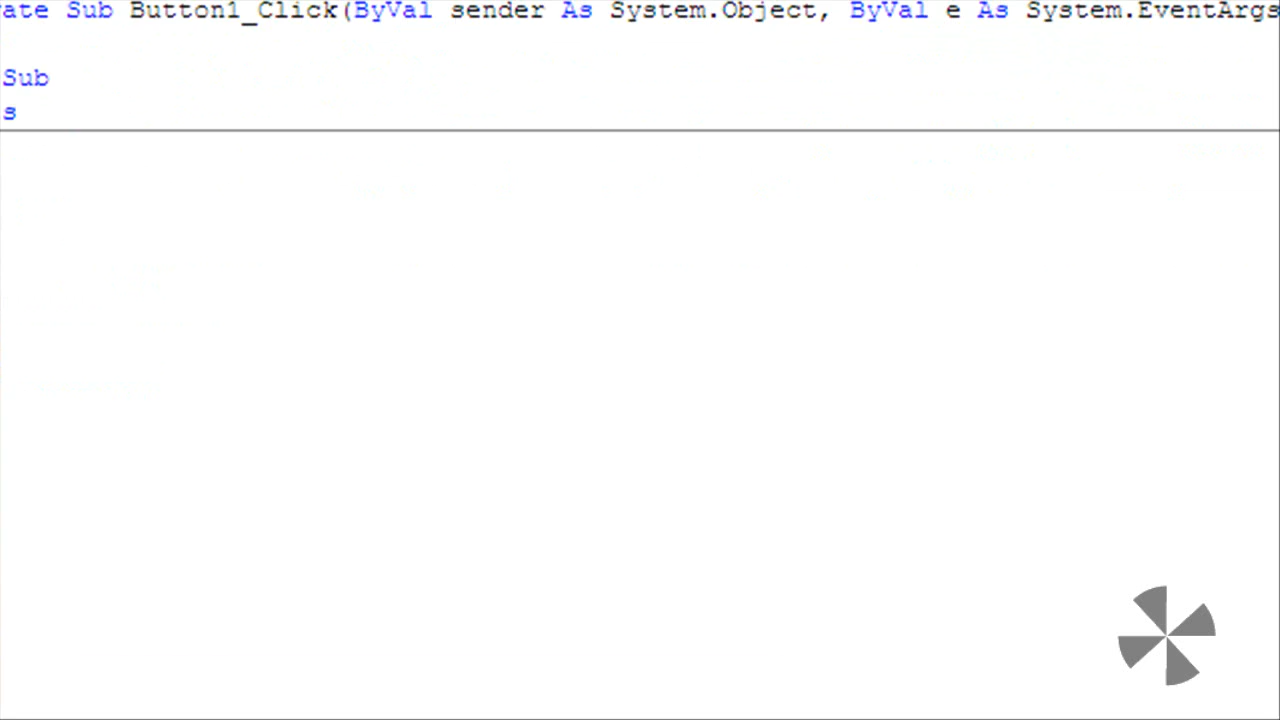 ate Sub Button1_Click(ByVal sender As System.Object, ByVal e As System.EventArgs
Sub
s